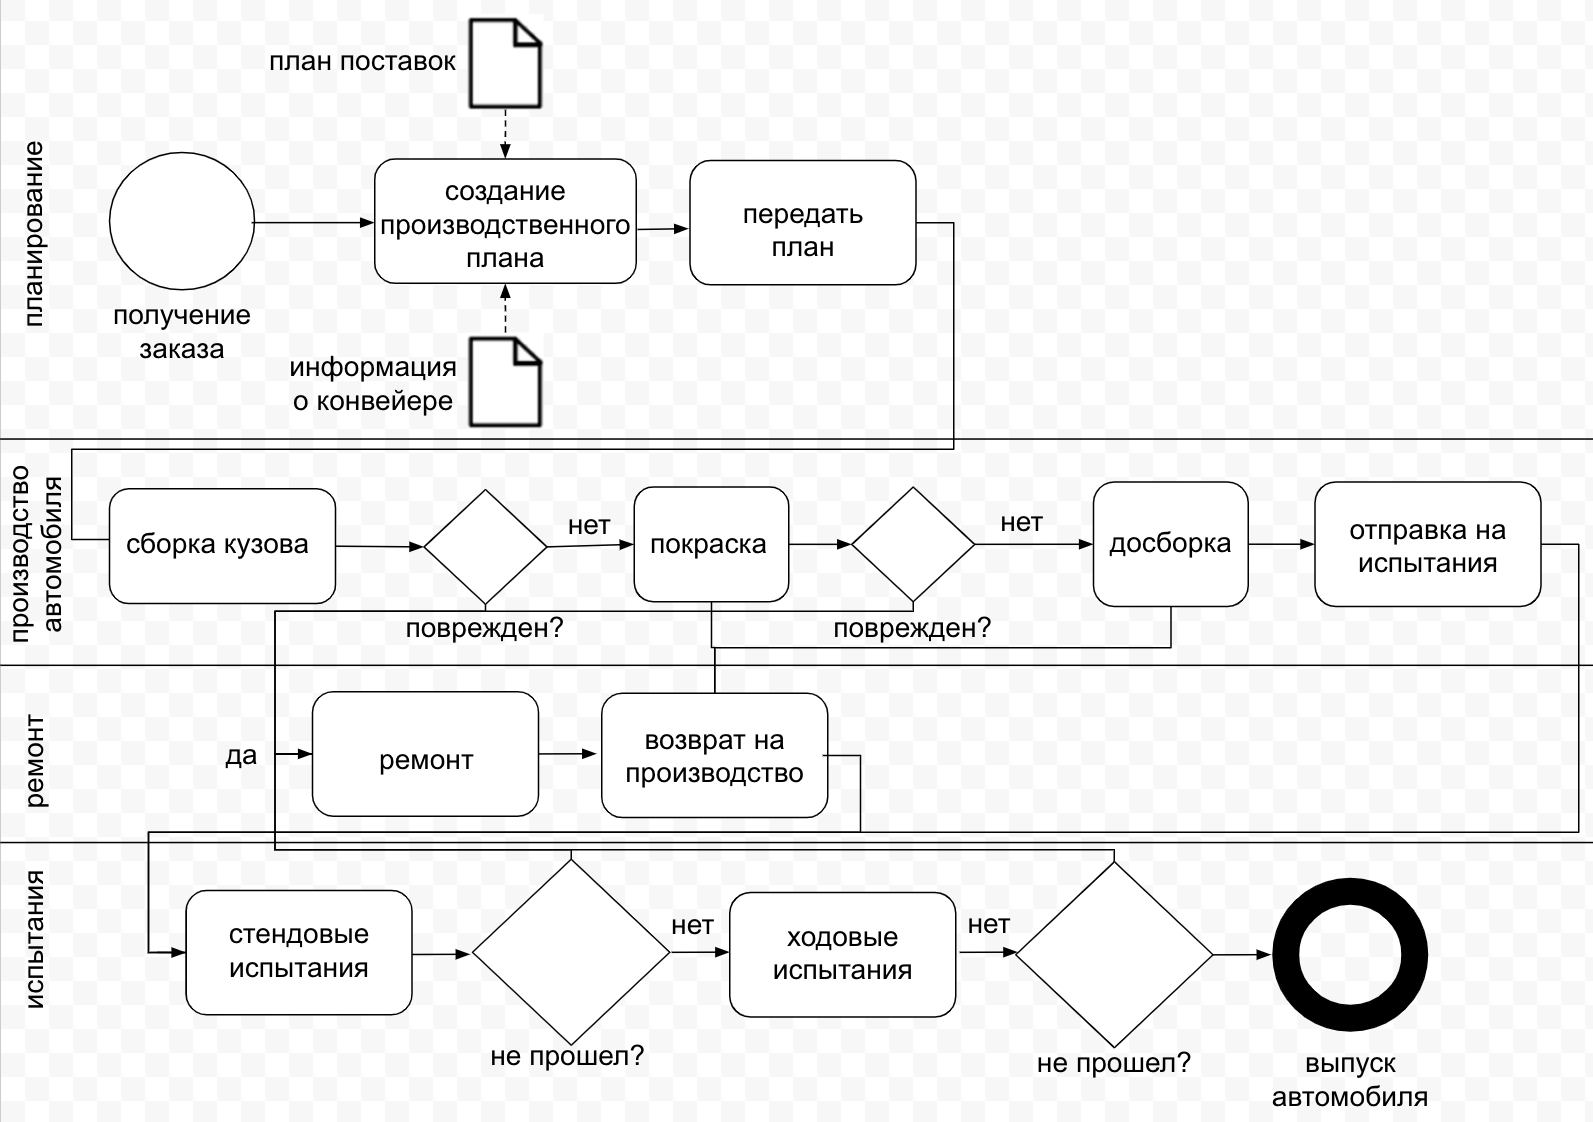 план поставок
планирование
создание
производственного
плана
передать
план
получение
заказа
информация
о конвейере
производство
автомобиля
сборка кузова
нет
покраска
нет
досборка
отправка на
испытания
поврежден?
поврежден?
ремонт
да
ремонт
возврат на
производство
испытания
стендовые
испытания
нет
ходовые
испытания
нет
не прошел?
не прошел?
выпуск
автомобиля